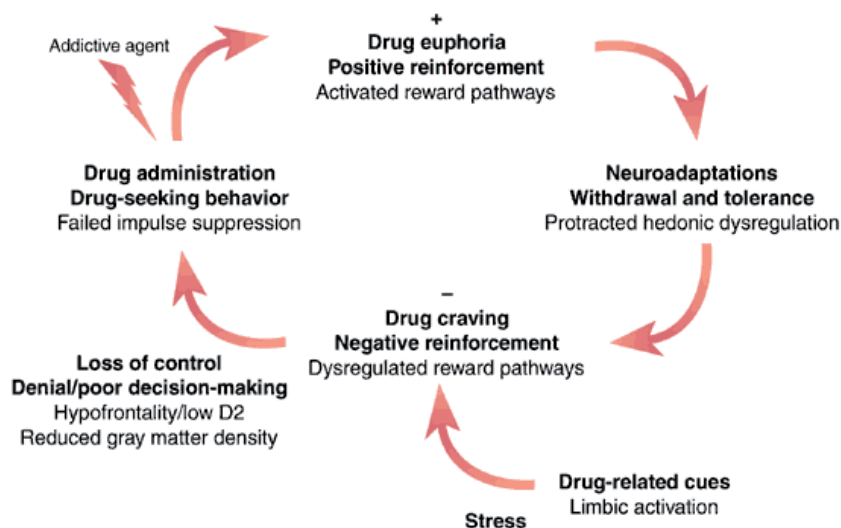 Addictive agent
+
Drug euphoria
Positive reinforcement
Activated reward pathways
Neuroadaptations
Withdrawal and tolerance
Protracted hedonic dysregulation
–
Drug craving
Negative reinforcement
Dysregulated reward pathways
Drug-related cues
Limbic activation
Stress
Loss of control
Denial/poor decision-making
Hypofrontality/low D2
Reduced gray matter density
Drug administration
Drug-seeking behavior
Failed impulse suppression